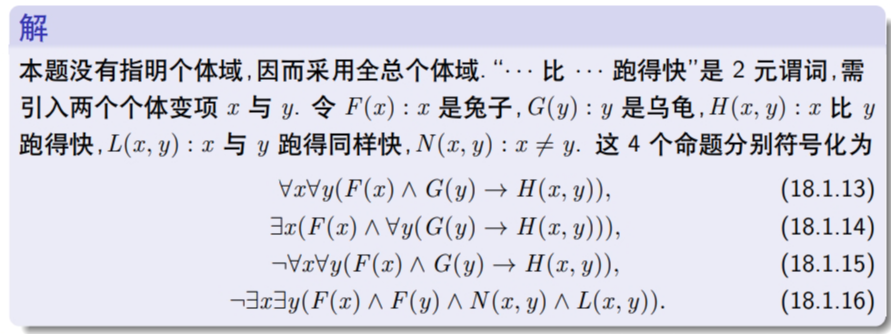 解
本题没有指明个体域,因而采用全总个体域. “··· 比 ··· 跑得快”是 2 元谓词,需
引入两个个体变项 x 与 y. 令 F(x) : x 是兔子, G(y) : y 是乌龟, H(x, y) : x 比 y
跑得快, L(x, y) : x 与 y 跑得同样快, N(x, y) : x ≠ y. 这 4 个命题分别符号化为
∀x∀y(F(x) ∧ G(y) → H(x, y)), (18.1.13)
∃x(F(x) ∧ ∀y(G(y) → H(x, y))), (18.1.14)
¬∀x∀y(F(x) ∧ G(y) → H(x, y)), (18.1.15)
¬∃x∃y(F(x) ∧ F(y) ∧ N(x, y) ∧ L(x, y)). (18.1.16)